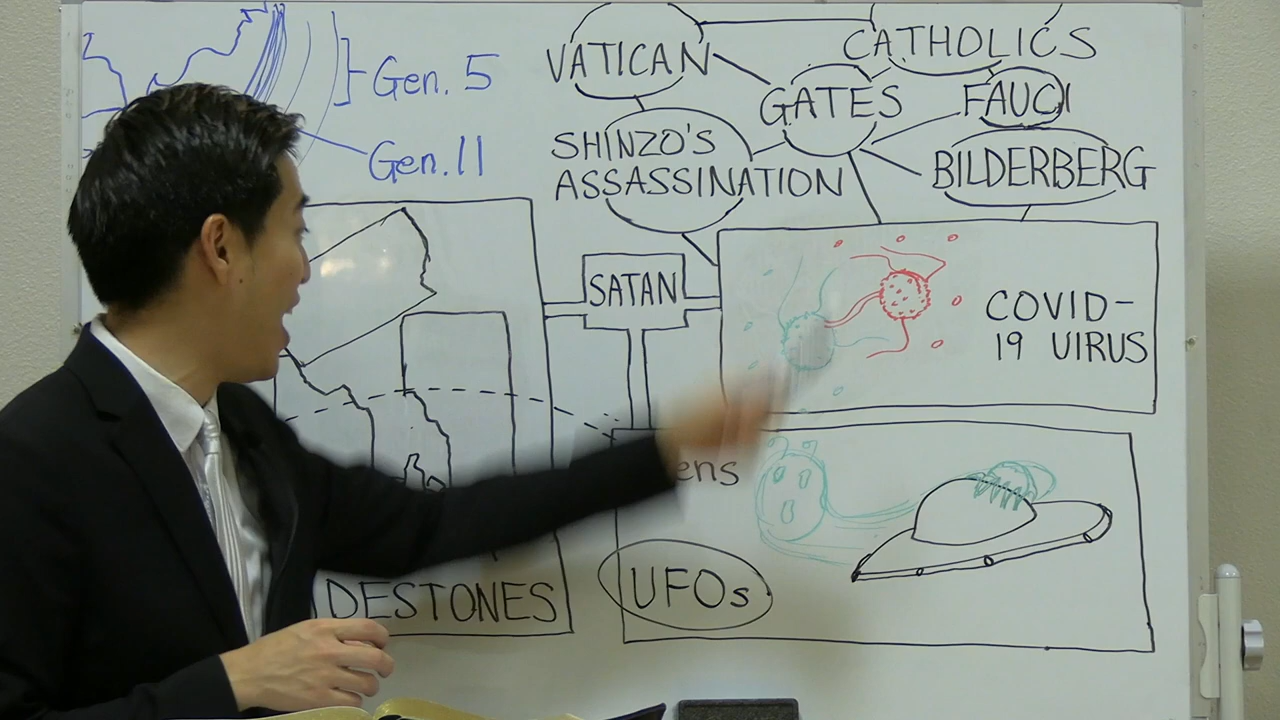 Gen. 5
Gen. 11
VATICAN
CATHOLICS
GATES
FAUCI
SHINZO'S
ASSASSINATION
BILDERBERG
SATAN
COVID-
19 VIRUS
ens
UFOs
DESTONES